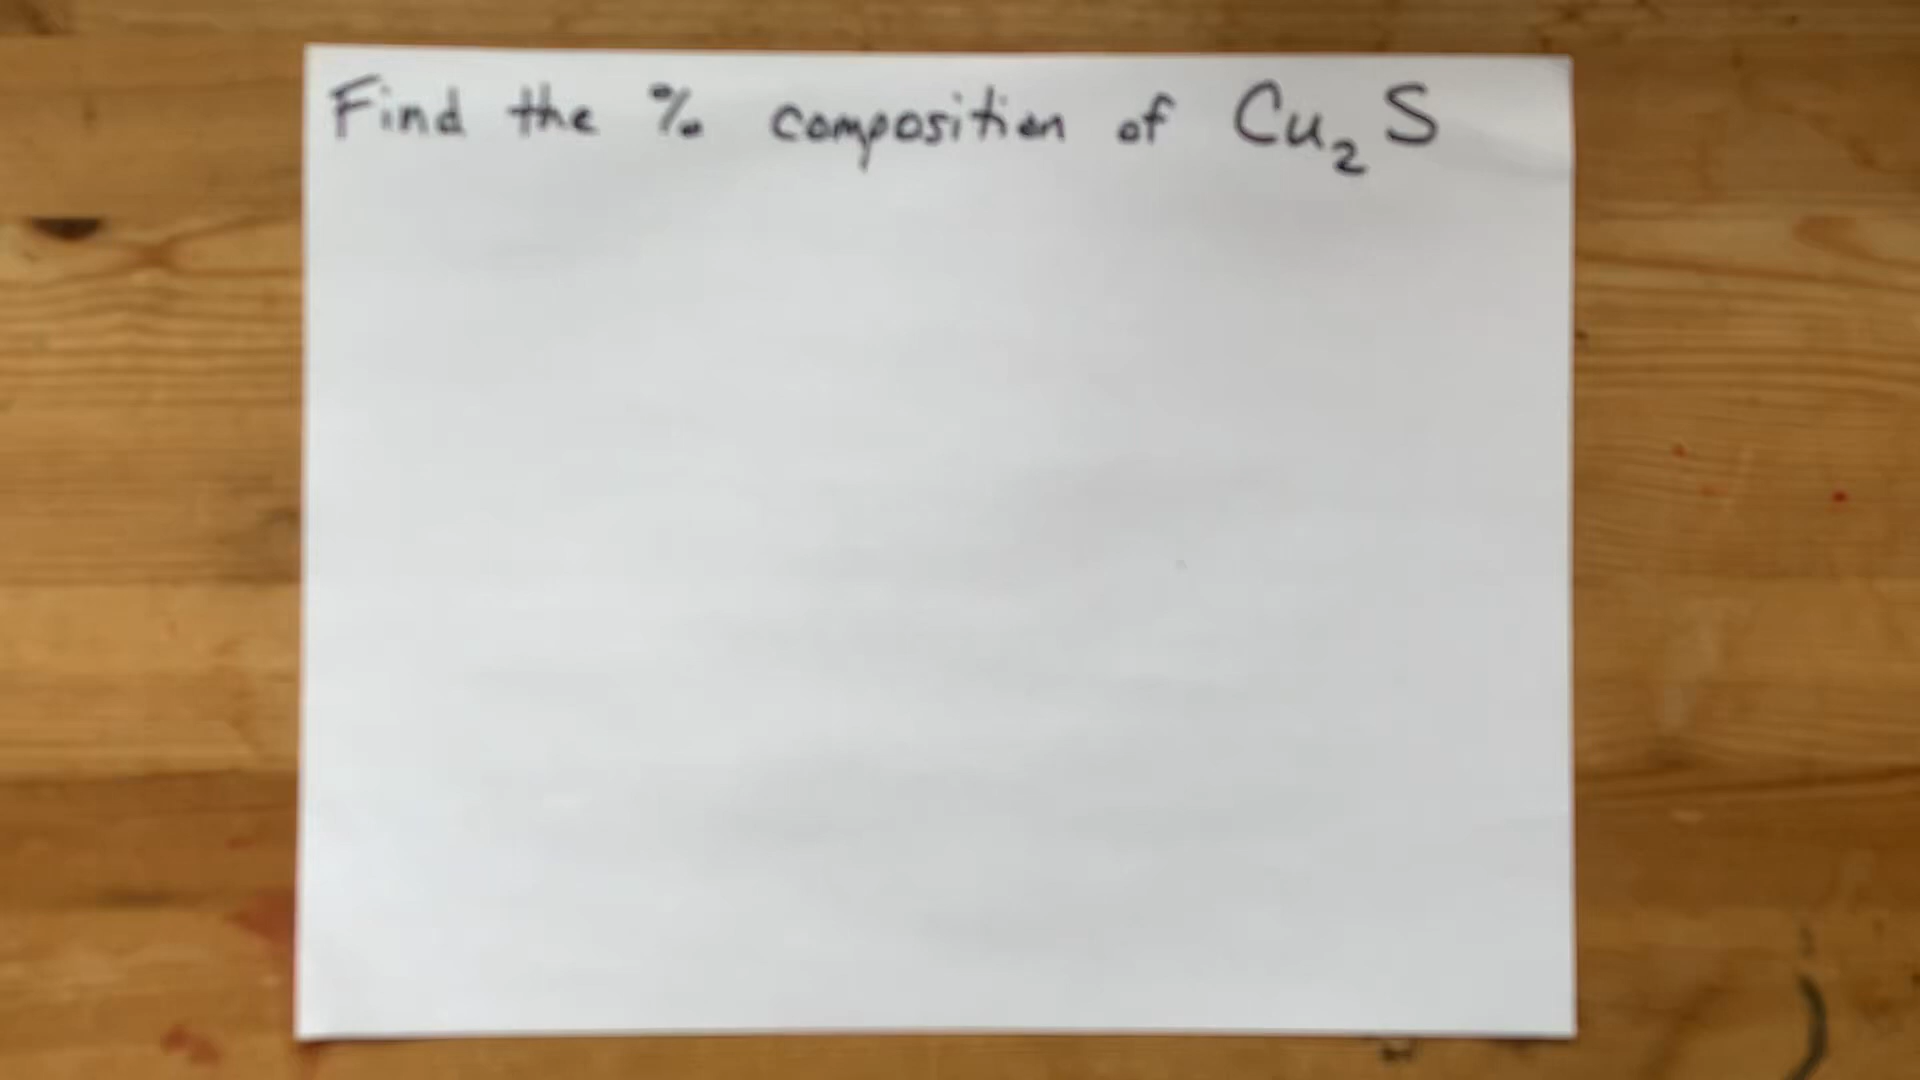 Find the % composition of Cu₂S